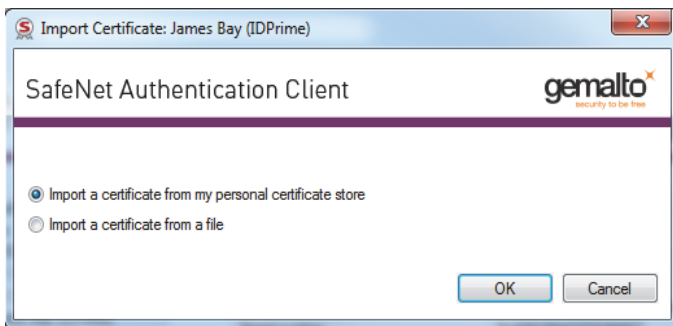 Import Certificate: James Bay (IDPrime)
SafeNet Authentication Client
gemalto
security to be free
Import a certificate from my personal certificate store
Import a certificate from a file
OK
Cancel